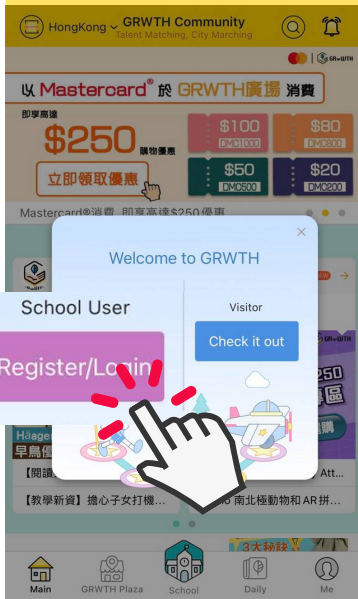 HongKong
GRWTH Community
Talent Matching, City Marching
GRWTH
以 Mastercard® 於 GRWTH廣場 消費
即享高達
$250 購物優惠
立即領取優惠
$100
DMC1000
$80
DMC800
$50
DMC500
$20
DMC200
Mastercard®消費 即享高達$250優惠
×
Welcome to GRWTH
School User
Register/Login
Visitor
Check it out
早鳥優
【閱讀
Att...
【教學新資】擔心子女打機...
南北極動物和AR拼...
3大秘訣
Main
GRWTH Plaza
School
Daily
Me